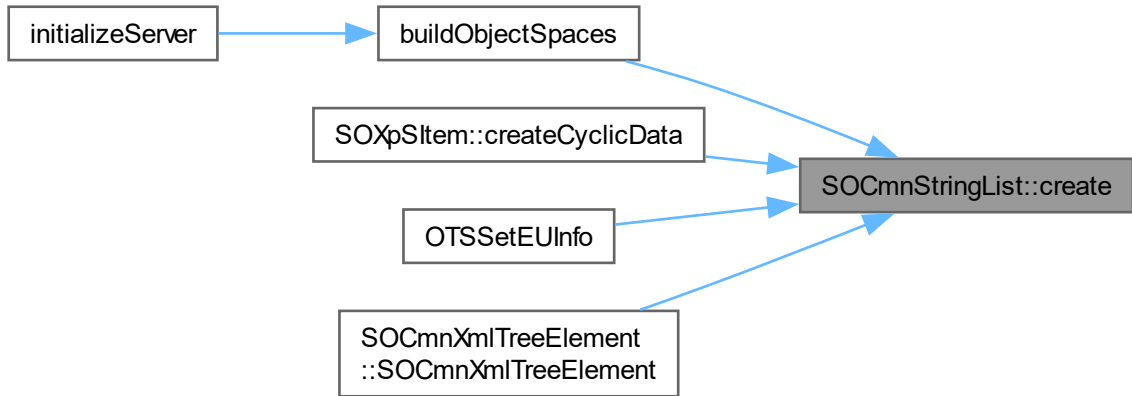 initializeServer
buildObjectSpaces
SOXpSItem::createCyclicData
SOCmnStringList::create
OTSSetEUInfo
SOCmnXmlTreeElement
::SOCmnXmlTreeElement